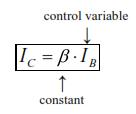 control variable
I_C = β · I_B
constant